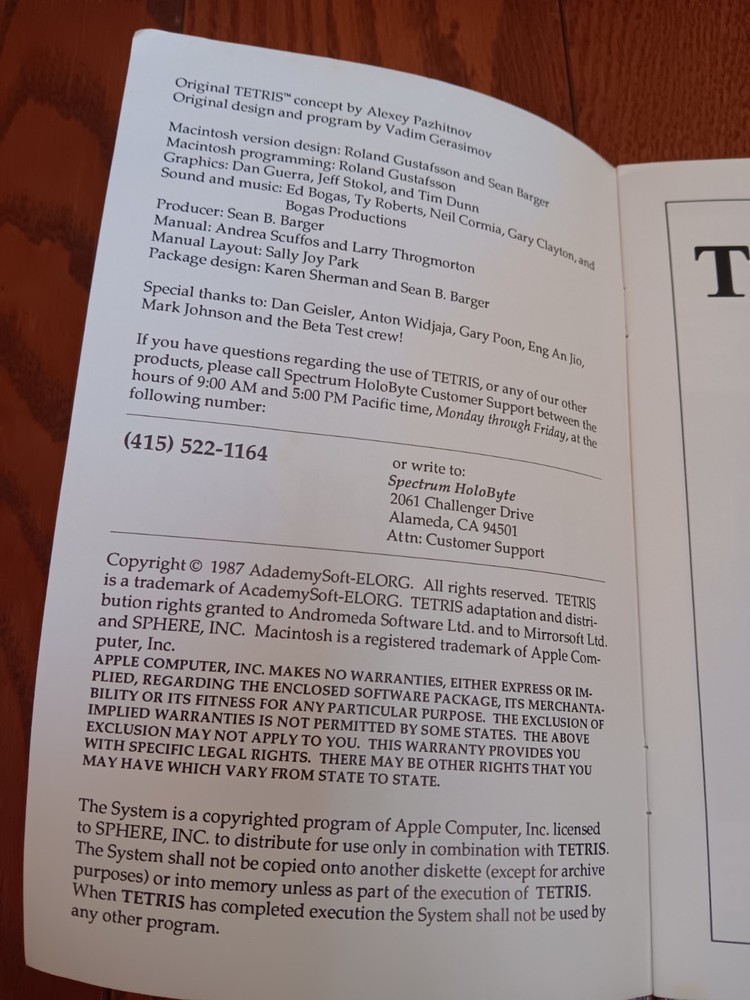 Original TETRIS™ concept by Alexey Pazhitnov
Original design and program by Vadim Gerasimov
Macintosh version design: Roland Gustafsson and Sean Barger
Macintosh programming: Roland Gustafsson
Graphics: Dan Guerra, Jeff Stokol, and Tim Dunn
Sound and music: Ed Bogas, Ty Roberts, Neil Cormia, Gary Clayton, and
Bogas Productions
Producer: Sean B. Barger
Manual: Andrea Scuffos and Larry Throgmorton
Manual Layout: Sally Joy Park
Package design: Karen Sherman and Sean B. Barger
Special thanks to: Dan Geisler, Anton Widjaja, Gary Poon, Eng An Jio,
Mark Johnson and the Beta Test crew!
If you have questions regarding the use of TETRIS, or any of our other
products, please call Spectrum HoloByte Customer Support between the
hours of 9:00 AM and 5:00 PM Pacific time, Monday through Friday, at the
following number:
(415) 522-1164
or write to:
Spectrum HoloByte
2061 Challenger Drive
Alameda, CA 94501
Attn: Customer Support
Copyright © 1987 AdademySoft-ELORG. All rights reserved. TETRIS
is a trademark of AcademySoft-ELORG. TETRIS adaptation and distri-
bution rights granted to Andromeda Software Ltd. and to Mirrorsoft Ltd.
and SPHERE, INC. Macintosh is a registered trademark of Apple Com-
puter, Inc.
APPLE COMPUTER, INC. MAKES NO WARRANTIES, EITHER EXPRESS OR IM-
PLIED, REGARDING THE ENCLOSED SOFTWARE PACKAGE, ITS MERCHANTA-
BILITY OR ITS FITNESS FOR ANY PARTICULAR PURPOSE. THE EXCLUSION OF
IMPLIED WARRANTIES IS NOT PERMITTED BY SOME STATES. THE ABOVE
EXCLUSION MAY NOT APPLY TO YOU. THIS WARRANTY PROVIDES YOU
WITH SPECIFIC LEGAL RIGHTS. THERE MAY BE OTHER RIGHTS THAT YOU
MAY HAVE WHICH VARY FROM STATE TO STATE.
The System is a copyrighted program of Apple Computer, Inc. licensed
to SPHERE, INC. to distribute for use only in combination with TETRIS.
The System shall not be copied onto another diskette (except for archive
purposes) or into memory unless as part of the execution of TETRIS.
When TETRIS has completed execution the System shall not be used by
any other program.
T